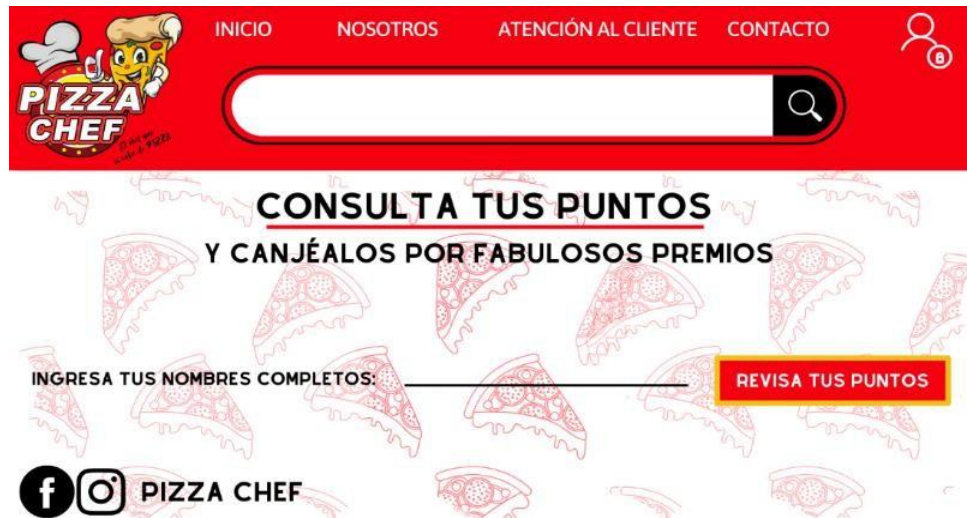 INICIO NOSOTROS ATENCIÓN AL CLIENTE CONTACTO
PIZZA
CHEF
CONSULTA TUS PUNTOS
Y CANJÉALOS POR FABULOSOS PREMIOS
INGRESA TUS NOMBRES COMPLETOS:
REVISA TUS PUNTOS
PIZZA CHEF